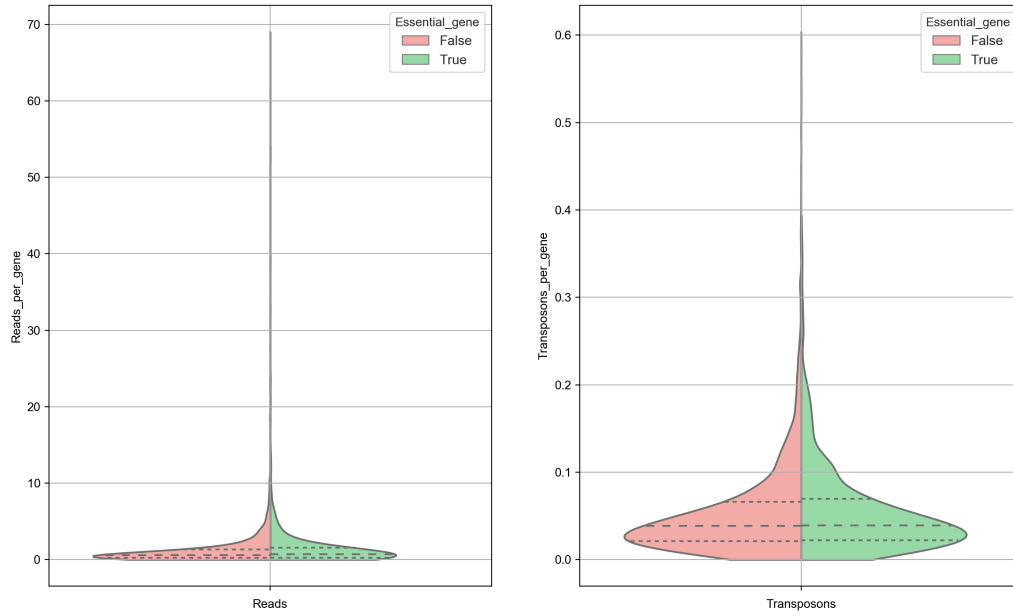 Reads_per_gene
70
60
50
40
30
20
10
0
Essential_gene
False
True
Reads
Transposons_per_gene
0.6
0.5
0.4
0.3
0.2
0.1
0.0
Essential_gene
False
True
Transposons